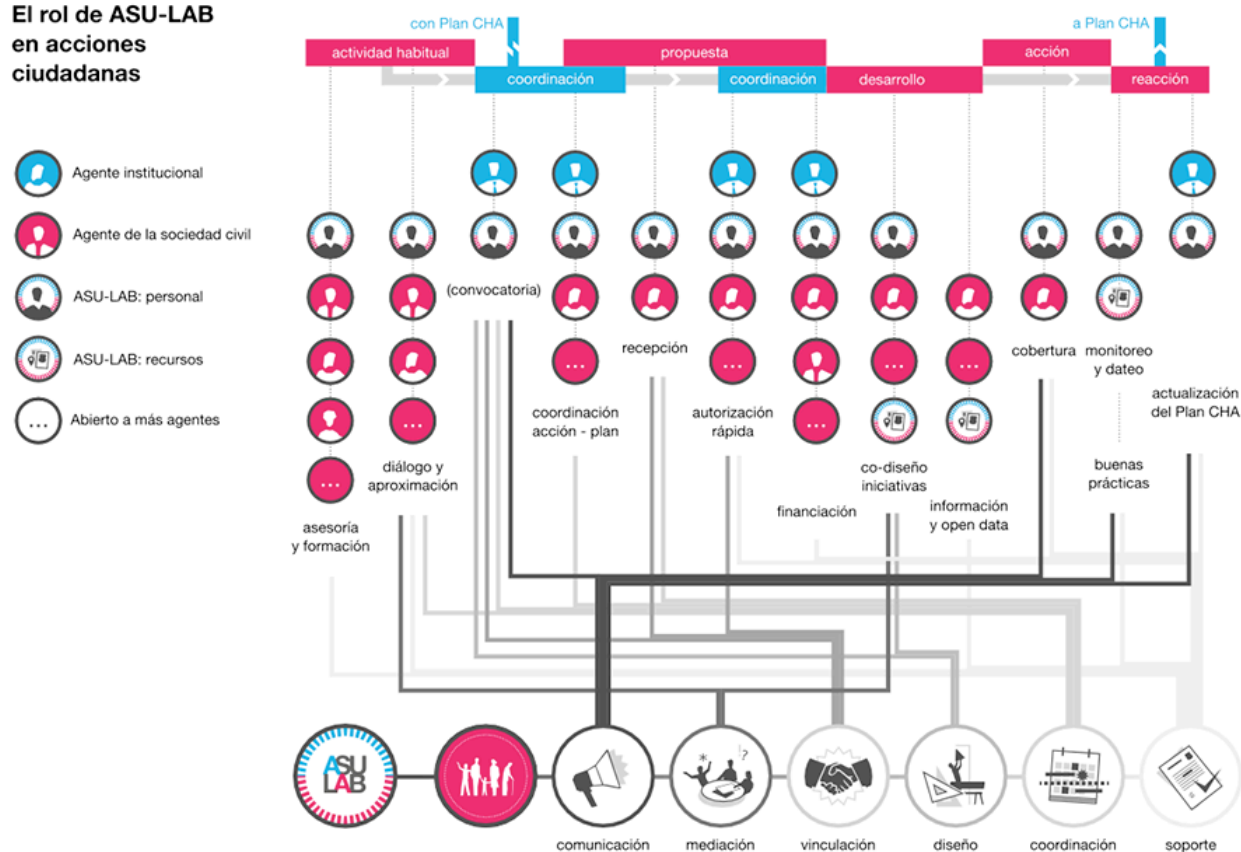 El rol de ASU-LAB
en acciones
ciudadanas
con Plan CHA
a Plan CHA
actividad habitual
propuesta
acción
coordinación
coordinación
desarrollo
reacción
Agente institucional
Agente de la sociedad civil
ASU-LAB: personal
ASU-LAB: recursos
...
Abierto a más agentes
(convocatoria)
...
...
...
...
...
...
...
recepción
cobertura
monitoreo
y dateo
actualización
del Plan CHA
coordinación
acción - plan
autorización
rápida
diálogo y
aproximación
co-diseño
iniciativas
buenas
prácticas
financiación
información
y open data
asesoría
y formación
ASU
LAB
*
!?
comunicación
mediación
vinculación
diseño
coordinación
soporte